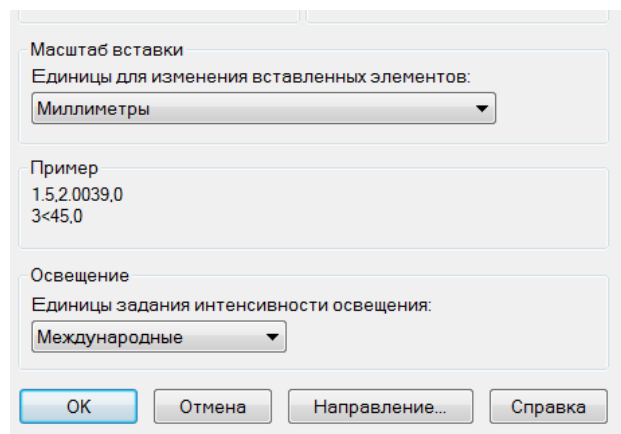 Масштаб вставки
Единицы для изменения вставленных элементов:
Миллиметры
Пример
1.5,2.0039,0
3<45,0
Освещение
Единицы задания интенсивности освещения:
Международные
OK Отмена Направление... Справка